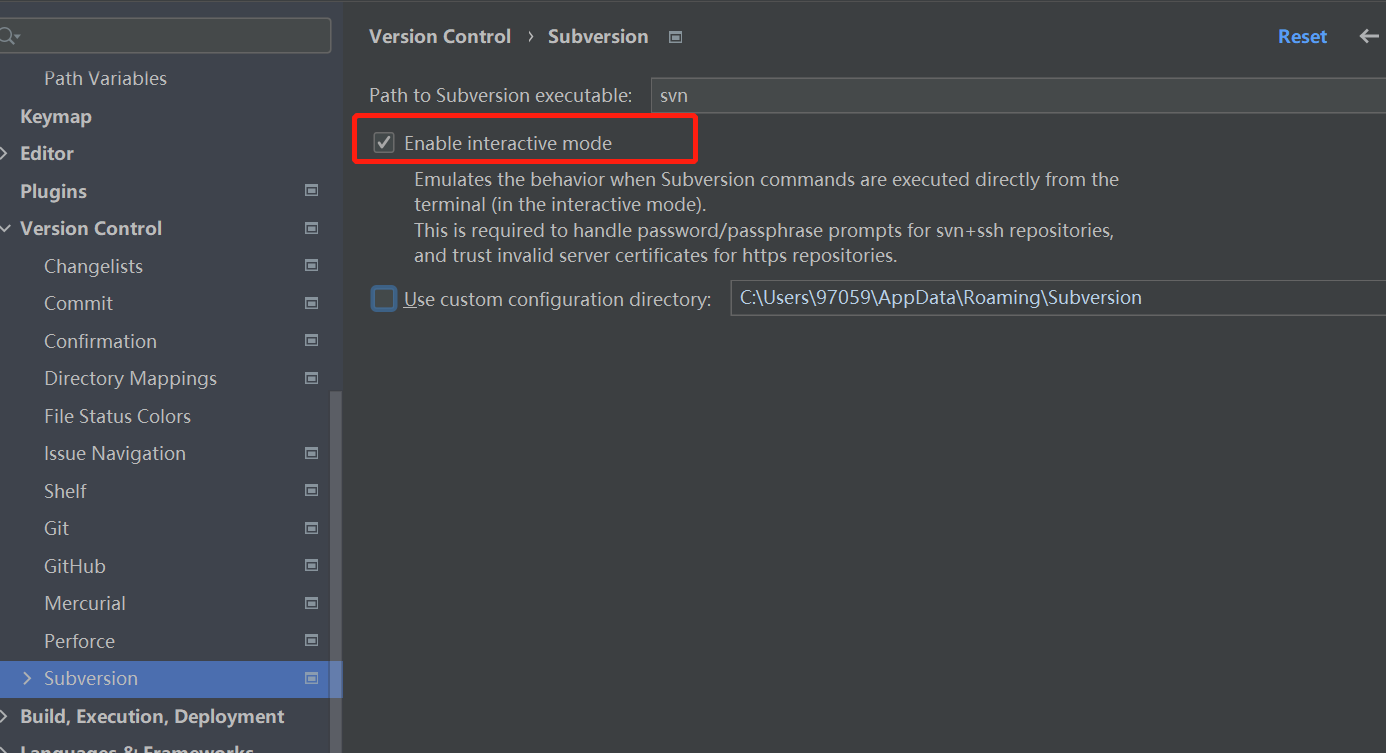 Version Control › Subversion
Reset
Path Variables
Keymap
Editor
Plugins
Version Control
Changelists
Commit
Confirmation
Directory Mappings
File Status Colors
Issue Navigation
Shelf
Git
GitHub
Mercurial
Perforce
Subversion
Build, Execution, Deployment
Languages & Frameworks
Path to Subversion executable: svn
Enable interactive mode
Emulates the behavior when Subversion commands are executed directly from the
terminal (in the interactive mode).
This is required to handle password/passphrase prompts for svn+ssh repositories,
and trust invalid server certificates for https repositories.
Use custom configuration directory: C:\Users\97059\AppData\Roaming\Subversion